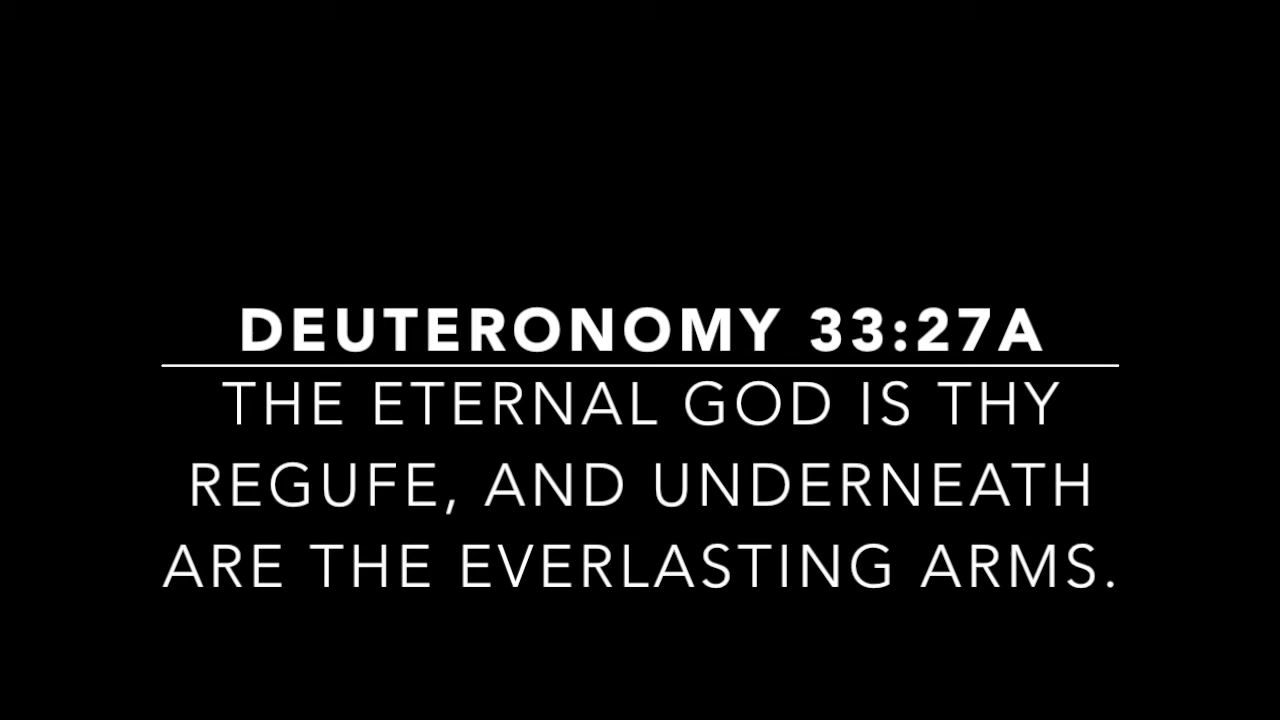 DEUTERONOMY 33:27A
THE ETERNAL GOD IS THY
REGUFE, AND UNDERNEATH
ARE THE EVERLASTING ARMS.